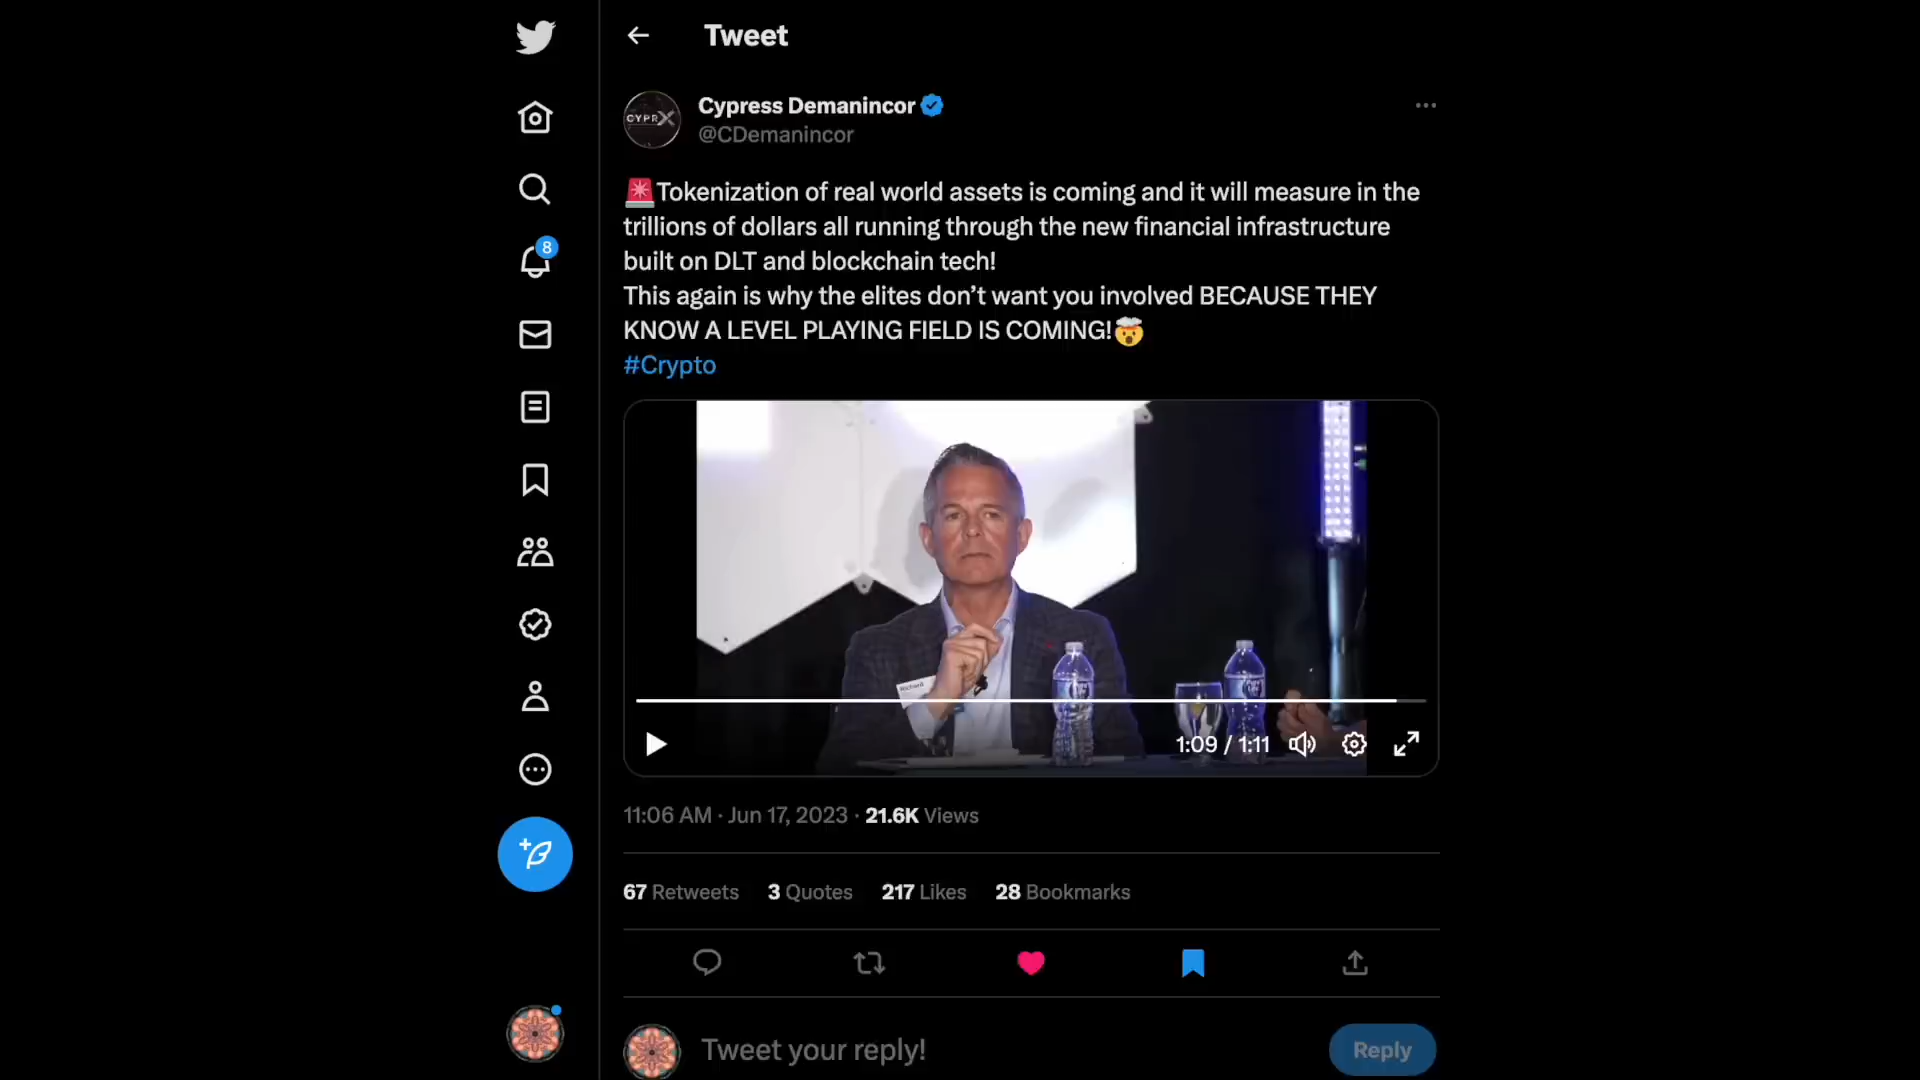 Tweet
CYPRX
Cypress Demanincor
@CDemanincor
🚨Tokenization of real world assets is coming and it will measure in the
trillions of dollars all running through the new financial infrastructure
built on DLT and blockchain tech!
This again is why the elites don’t want you involved BECAUSE THEY
KNOW A LEVEL PLAYING FIELD IS COMING!🤯
#Crypto
8
Richard
1:09 / 1:11
11:06 AM · Jun 17, 2023 · 21.6K Views
67 Retweets 3 Quotes 217 Likes 28 Bookmarks
Tweet your reply!
Reply